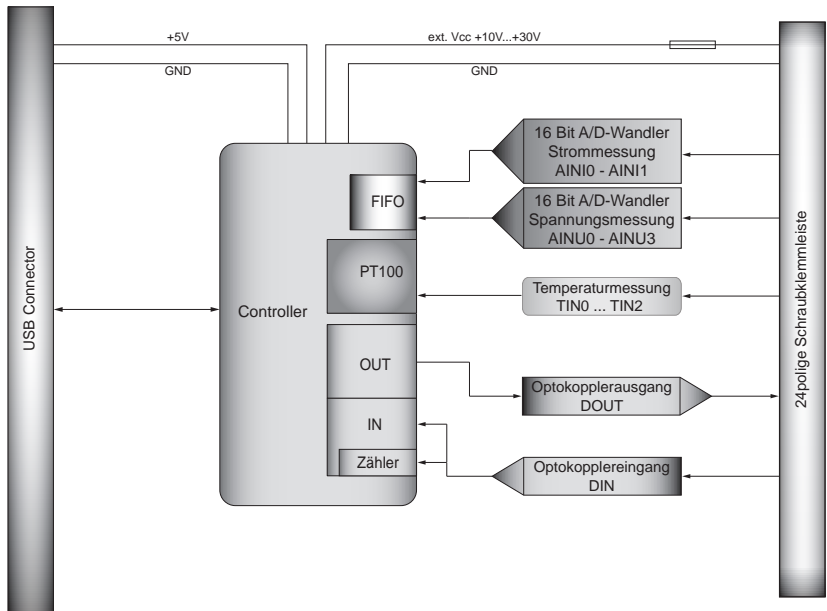 +5V
ext. Vcc +10V...+30V
GND
GND
16 Bit A/D-Wandler
Strommessung
AINI0 - AINI1
FIFO
16 Bit A/D-Wandler
Spannungsmessung
AINU0 - AINU3
PT100
Temperaturmessung
TIN0 ... TIN2
USB Connector
Controller
24polige Schraubklemmleiste
OUT
Optokopplerausgang
DOUT
IN
Zähler
Optokopplereingang
DIN